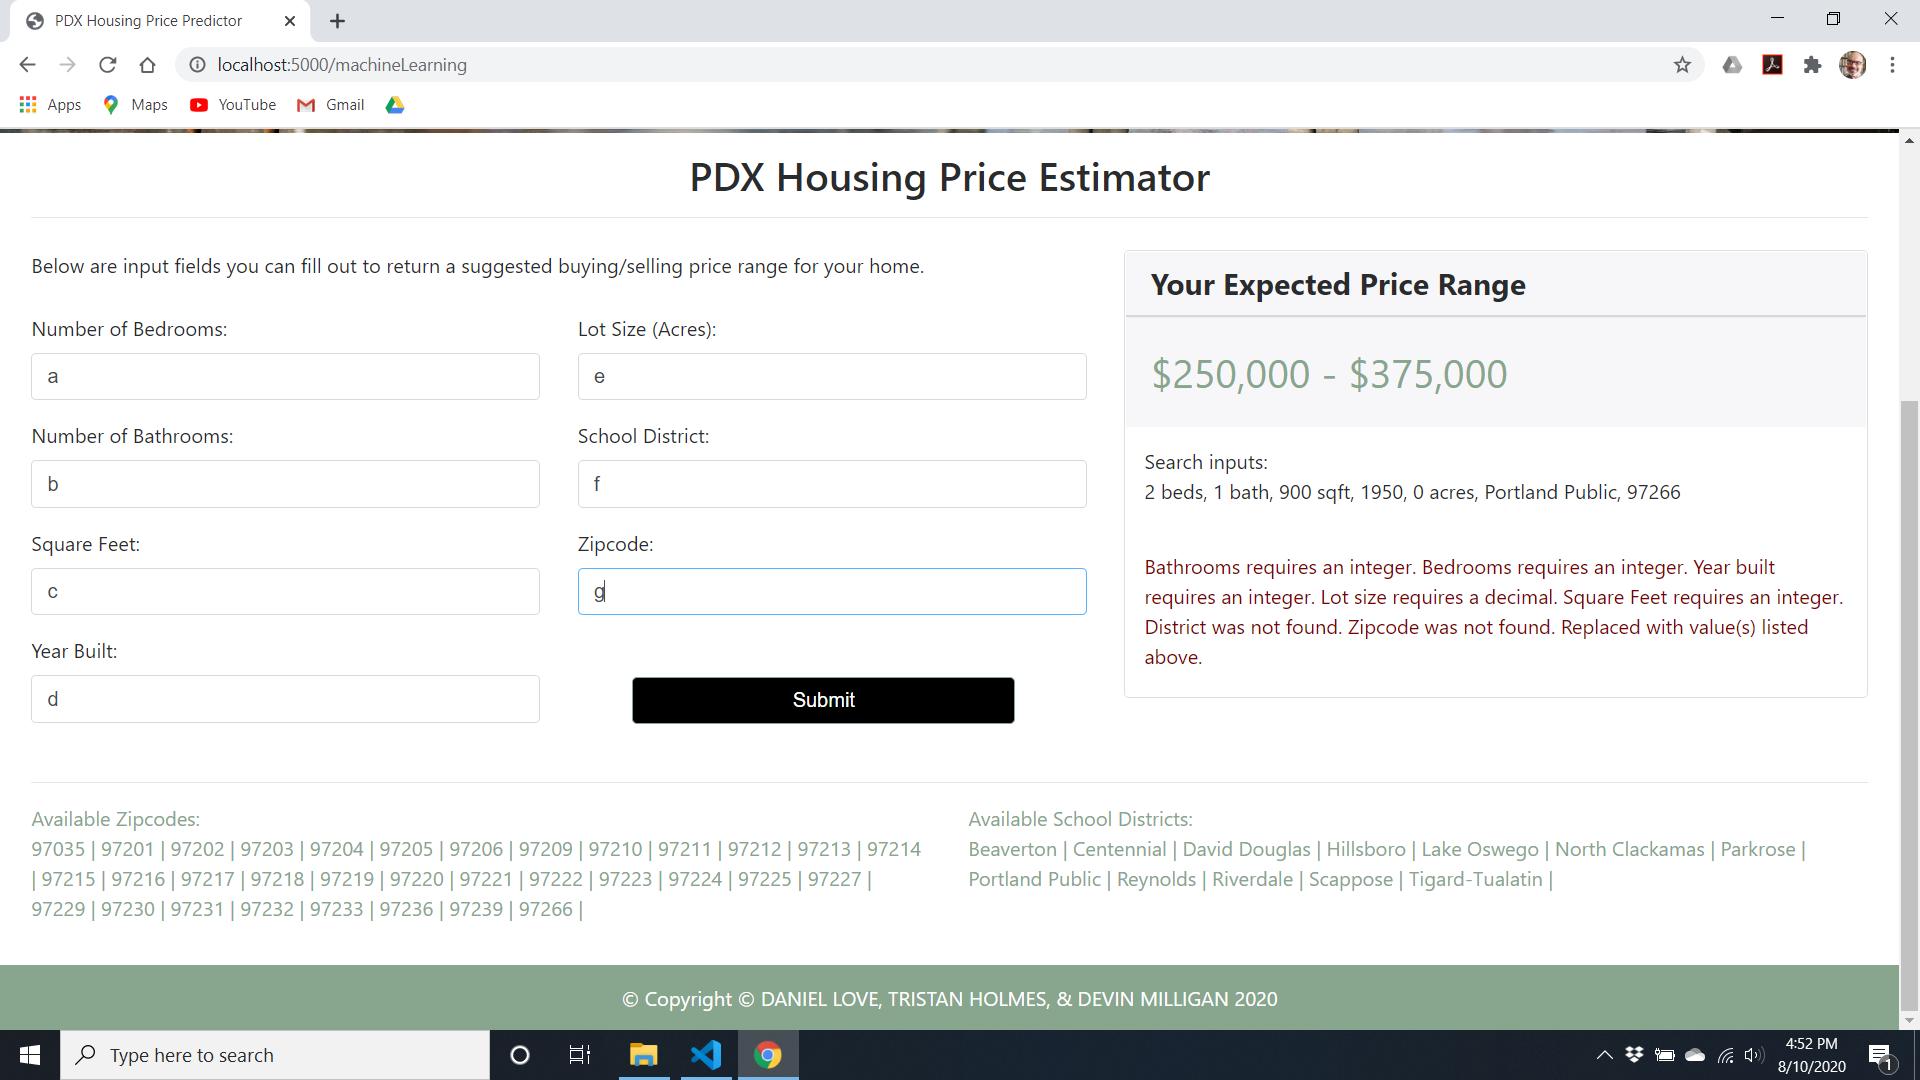 PDX Housing Price Predictor
localhost:5000/machineLearning
Apps
Maps
YouTube
Gmail
PDX Housing Price Estimator
Below are input fields you can fill out to return a suggested buying/selling price range for your home.
Number of Bedrooms:
a
Number of Bathrooms:
b
Square Feet:
c
Year Built:
d
Lot Size (Acres):
e
School District:
f
Zipcode:
g
Submit
Your Expected Price Range
$250,000 - $375,000
Search inputs:
2 beds, 1 bath, 900 sqft, 1950, 0 acres, Portland Public, 97266
Bathrooms requires an integer. Bedrooms requires an integer. Year built
requires an integer. Lot size requires a decimal. Square Feet requires an integer.
District was not found. Zipcode was not found. Replaced with value(s) listed
above.
Available Zipcodes:
97035 | 97201 | 97202 | 97203 | 97204 | 97205 | 97206 | 97209 | 97210 | 97211 | 97212 | 97213 | 97214
| 97215 | 97216 | 97217 | 97218 | 97219 | 97220 | 97221 | 97222 | 97223 | 97224 | 97225 | 97227 |
97229 | 97230 | 97231 | 97232 | 97233 | 97236 | 97239 | 97266 |
Available School Districts:
Beaverton | Centennial | David Douglas | Hillsboro | Lake Oswego | North Clackamas | Parkrose |
Portland Public | Reynolds | Riverdale | Scappose | Tigard-Tualatin |
© Copyright © DANIEL LOVE, TRISTAN HOLMES, & DEVIN MILLIGAN 2020
Type here to search
4:52 PM
8/10/2020
1